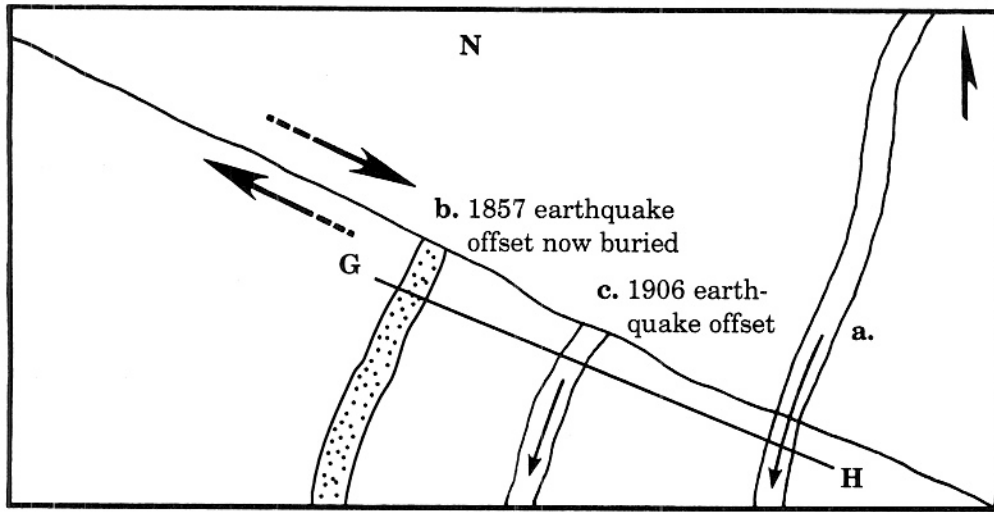 N
b. 1857 earthquake
offset now buried
G
c. 1906 earth-
quake offset
a.
H